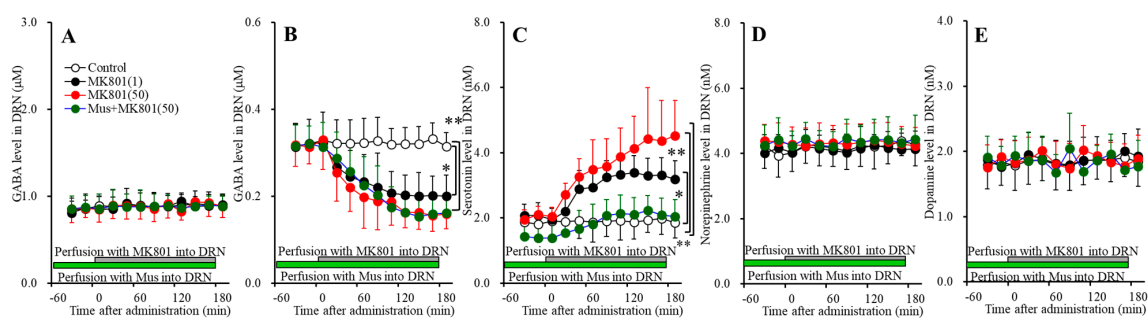 A
GABA level in DRN (μM)
3.0
2.0
1.0
0.0
Control
MK801(1)
MK801(50)
Mus+MK801(50)
Perfusion with MK801 into DRN
Perfusion with Mus into DRN
-60 0 60 120 180
Time after administration (min)
B
GABA level in DRN (μM)
0.6
0.4
0.2
0.0
**
*
Perfusion with MK801 into DRN
Perfusion with Mus into DRN
-60 0 60 120 180
Time after administration (min)
C
Serotonin level in DRN (nM)
8.0
6.0
4.0
2.0
0.0
**
*
**
Perfusion with MK801 into DRN
Perfusion with Mus into DRN
-60 0 60 120 180
Time after administration (min)
D
Norepinephrine level in DRN (nM)
8.0
6.0
4.0
2.0
0.0
Perfusion with MK801 into DRN
Perfusion with Mus into DRN
-60 0 60 120 180
Time after administration (min)
E
Dopamine level in DRN (nM)
4.0
3.0
2.0
1.0
0.0
Perfusion with MK801 into DRN
Perfusion with Mus into DRN
-60 0 60 120 180
Time after administration (min)